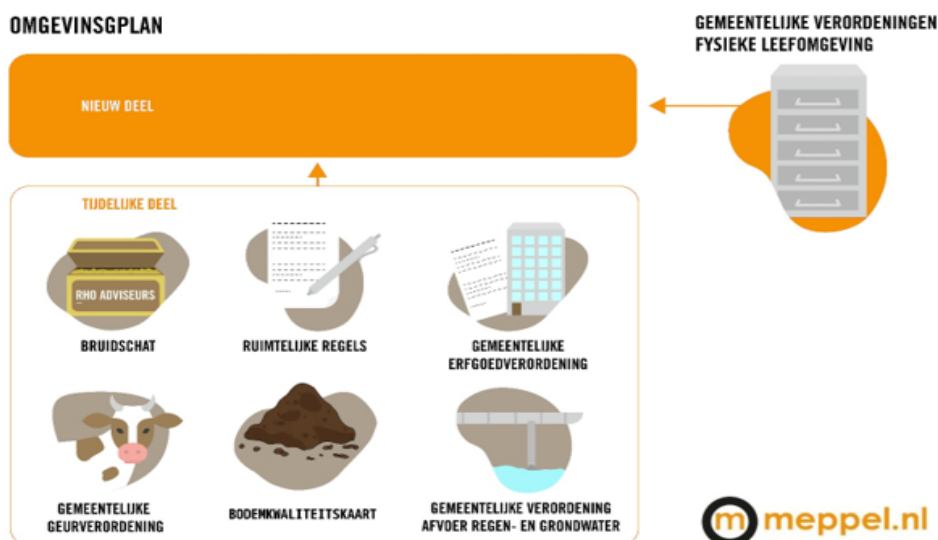 OMGEVINSGPLAN
GEMEENTELIJKE VERORDENINGEN
FYSIEKE LEEFOMGEVING
NIEUW DEEL
TIJDELIJKE DEEL
RHO ADVISEURS
BRUIDSCHAT
RUIMTELIJKE REGELS
GEMEENTELIJKE
ERFGOEDVERORDENING
GEMEENTELIJKE
GEURVERORDENING
BODEMKWALITEITSKAART
GEMEENTELIJKE VERORDENING
AFVOER REGEN- EN GRONDWATER
m meppel.nl